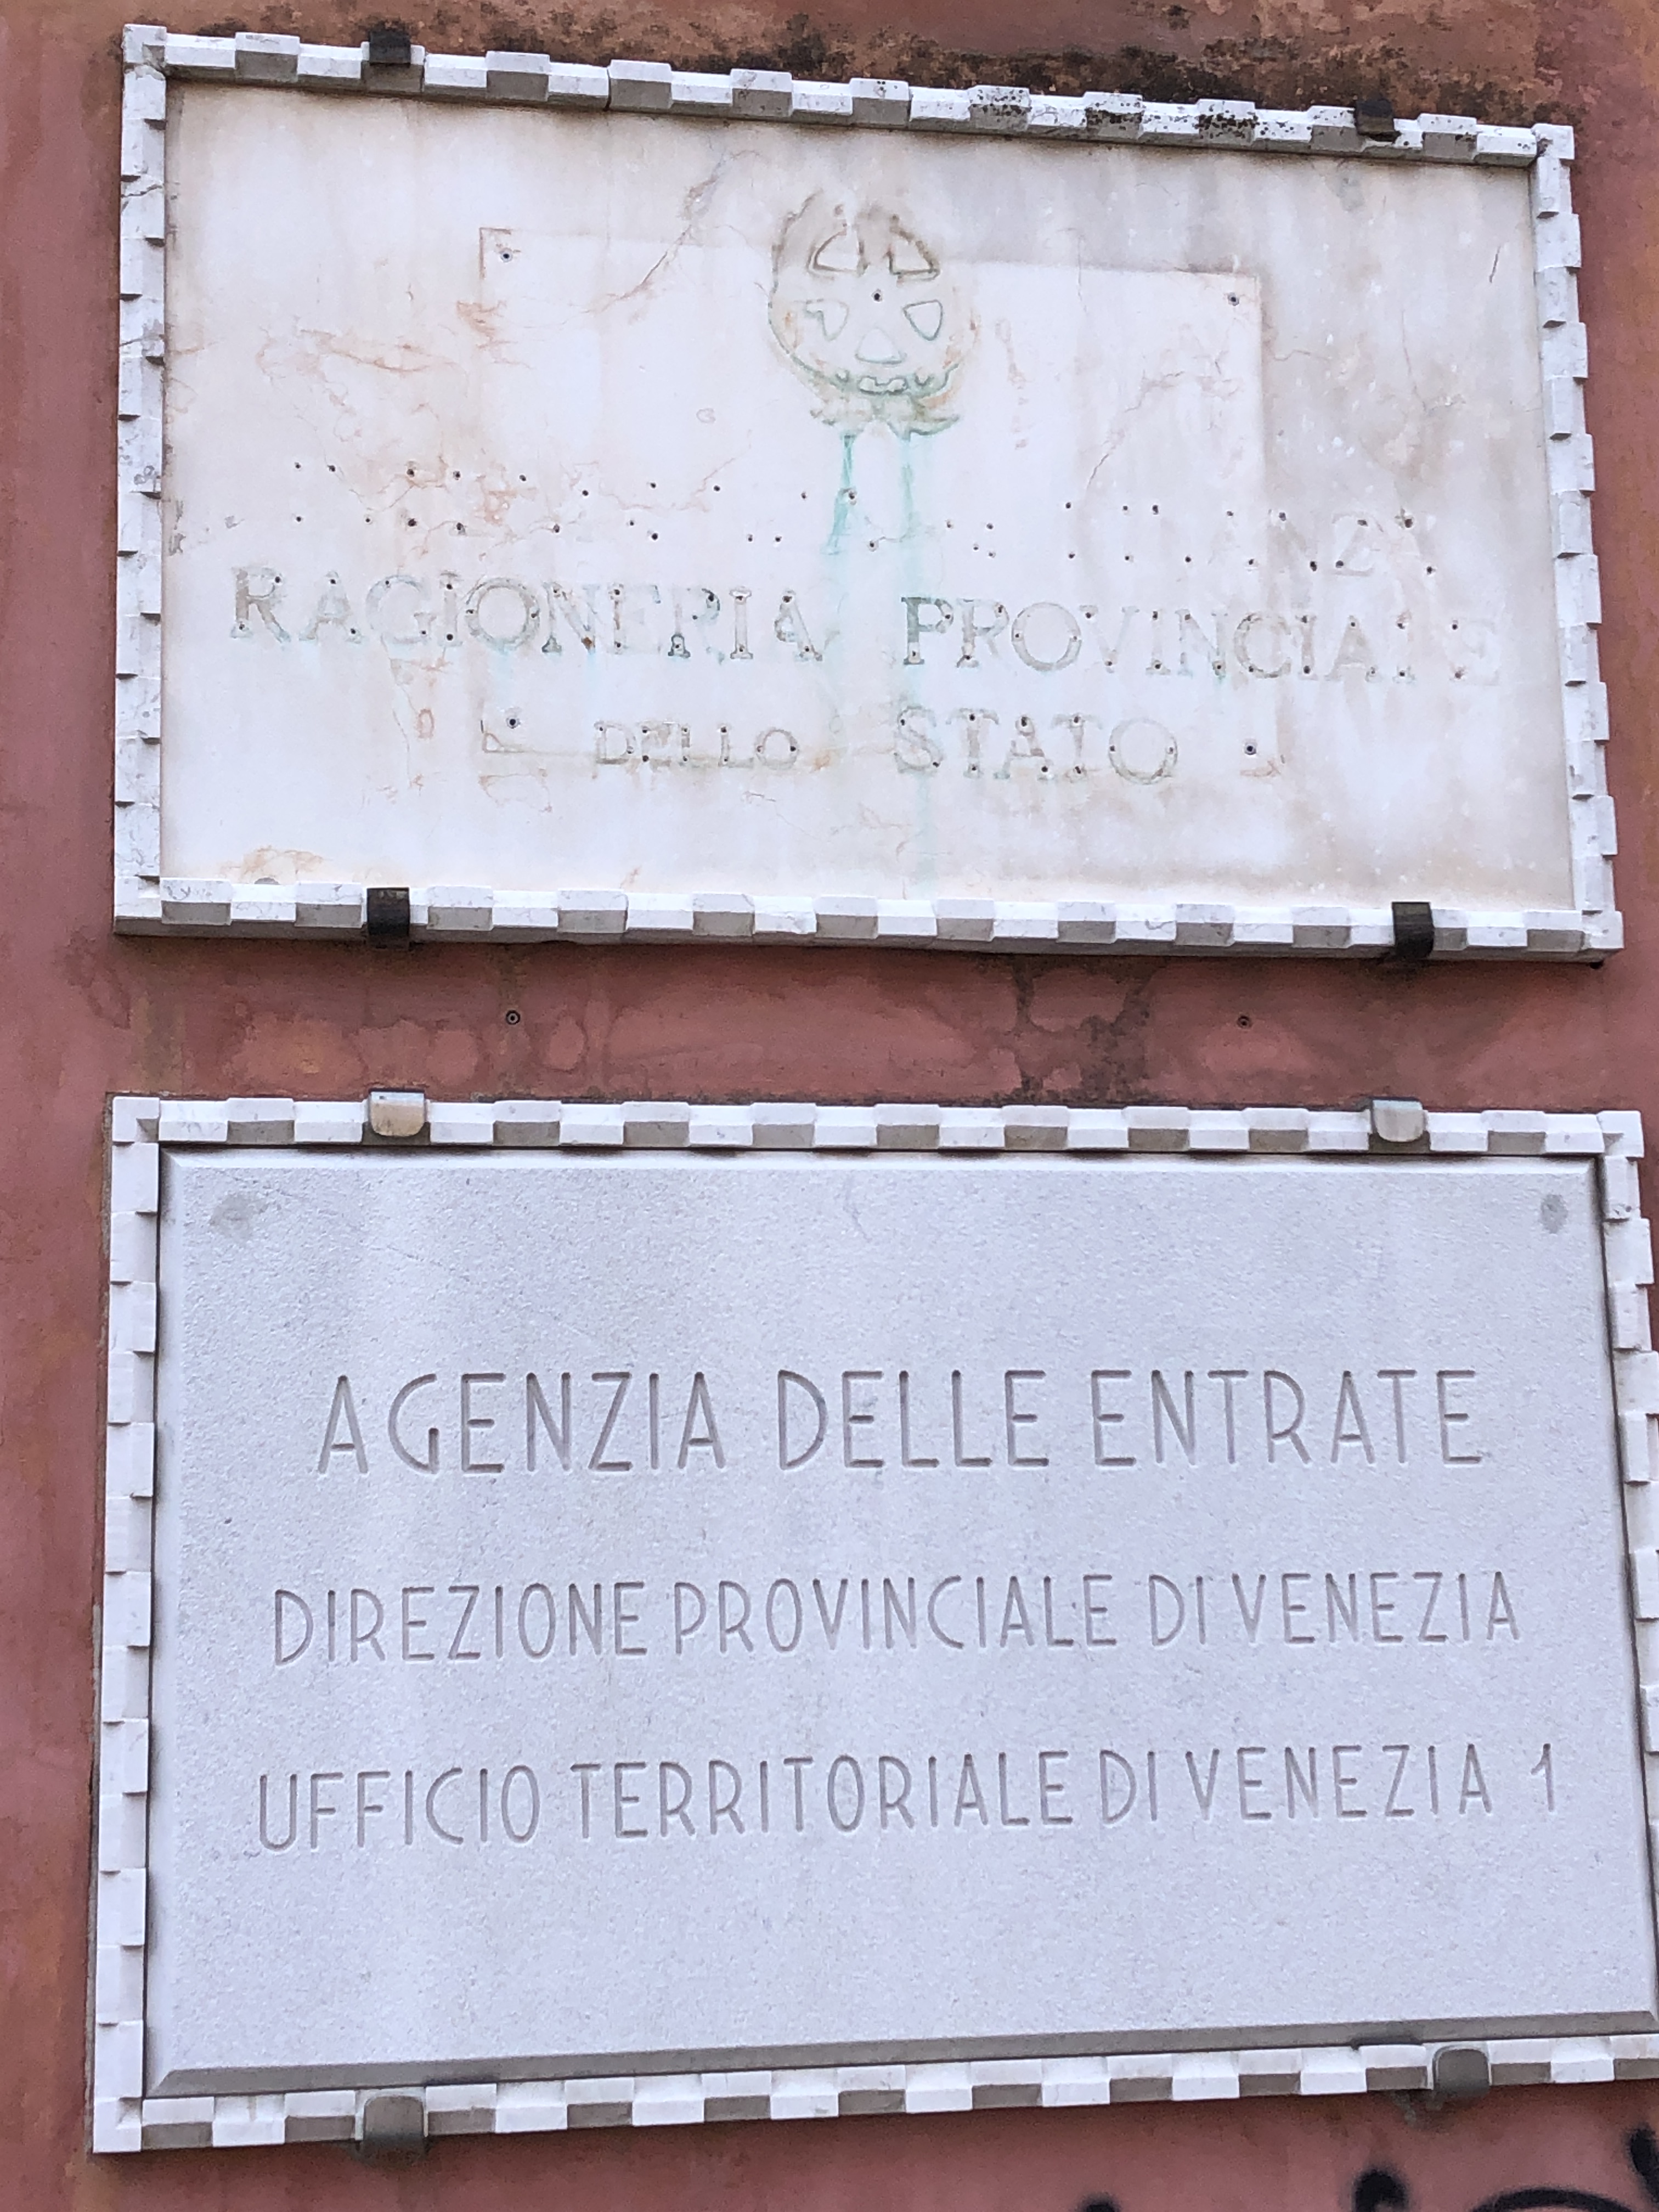 RAGIONERIA PROVINCIALE
DELLO STATO
AGENZIA DELLE ENTRATE
DIREZIONE PROVINCIALE DI VENEZIA
UFFICIO TERRITORIALE DI VENEZIA 1